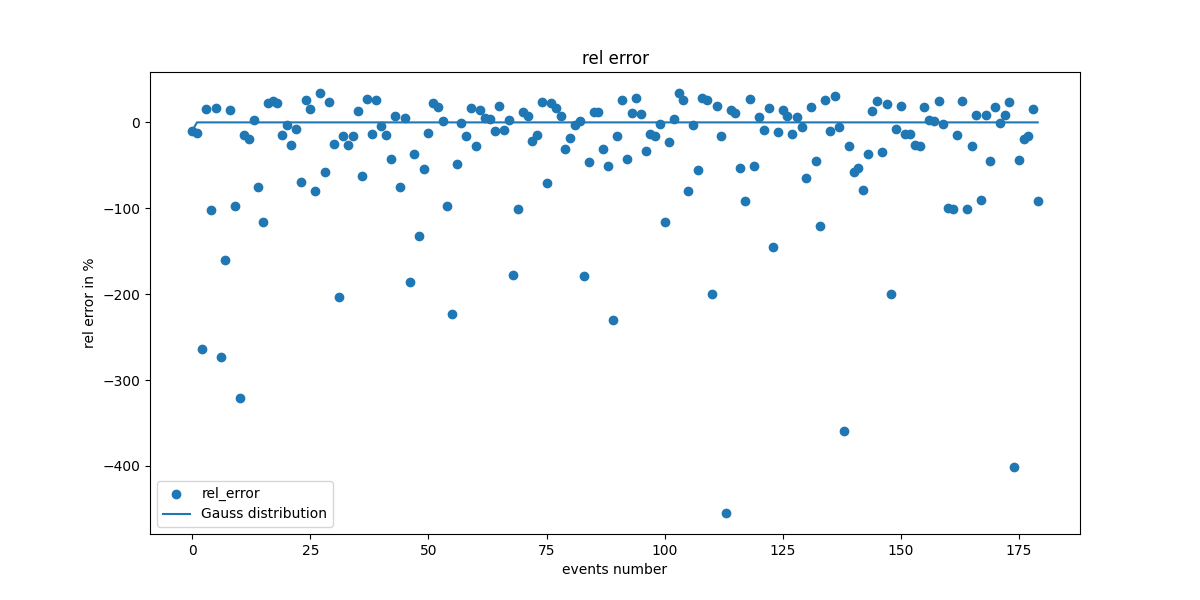 rel error
rel error in %
0
−100
−200
−300
−400
rel_error
Gauss distribution
0
25
50
75
100
125
150
175
events number